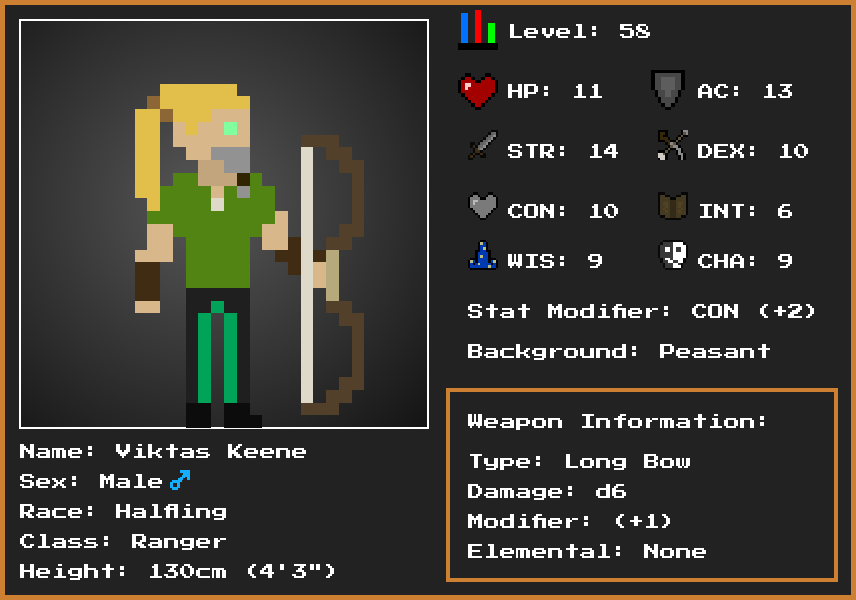 Level: 58
HP: 11
AC: 13
STR: 14
DEX: 10
CON: 10
INT: 6
WIS: 9
CHA: 9
Stat Modifier: CON (+2)
Background: Peasant
Weapon Information:
Type: Long Bow
Damage: d6
Modifier: (+1)
Elemental: None
Name: Viktas Keene
Sex: Male♂
Race: Halfling
Class: Ranger
Height: 130cm (4'3")